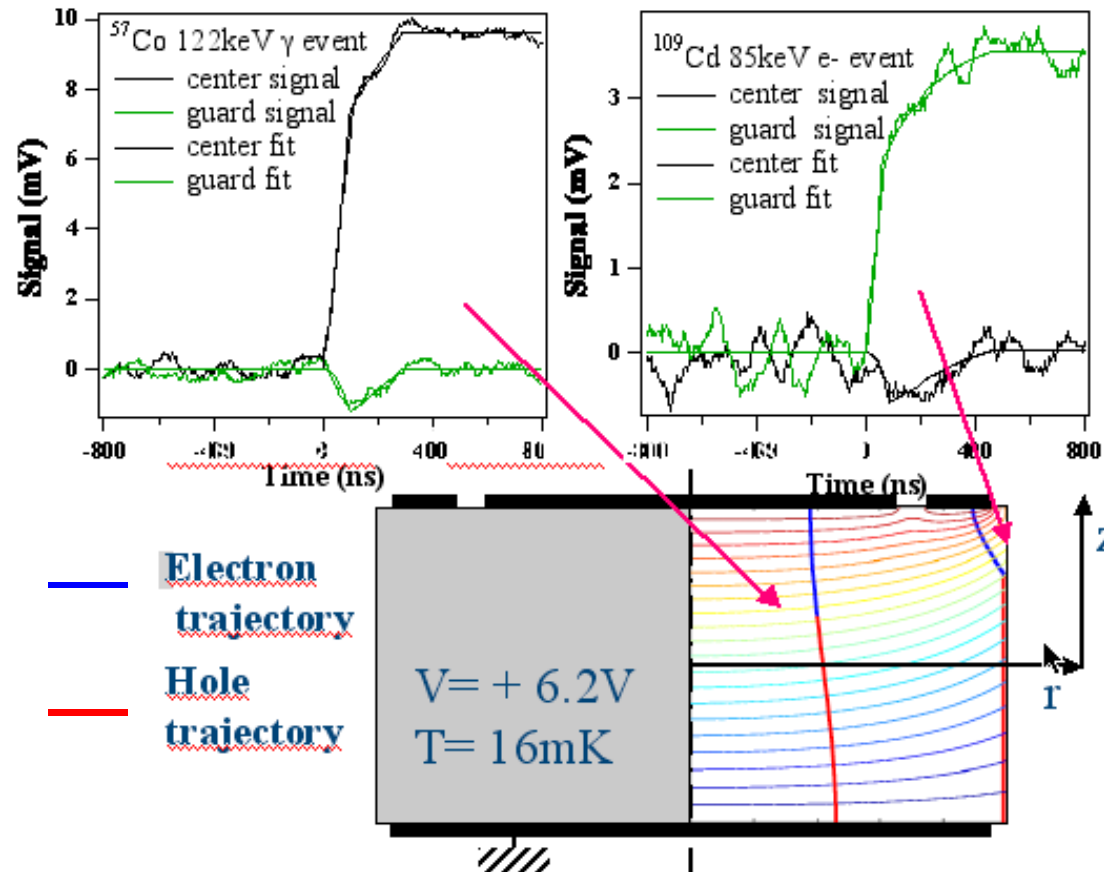 10
8
6
4
2
0
Signal (mV)
57Co 122keV γ event
center signal
guard signal
center fit
guard fit
-800
0
400
80
Time (ns)
3
2
1
0
Signal (mV)
109Cd 85keV e- event
center signal
guard signal
center fit
guard fit
0
400
800
Time (ns)
Electron
trajectory
Hole
trajectory
V= + 6.2V
T= 16mK
z
r